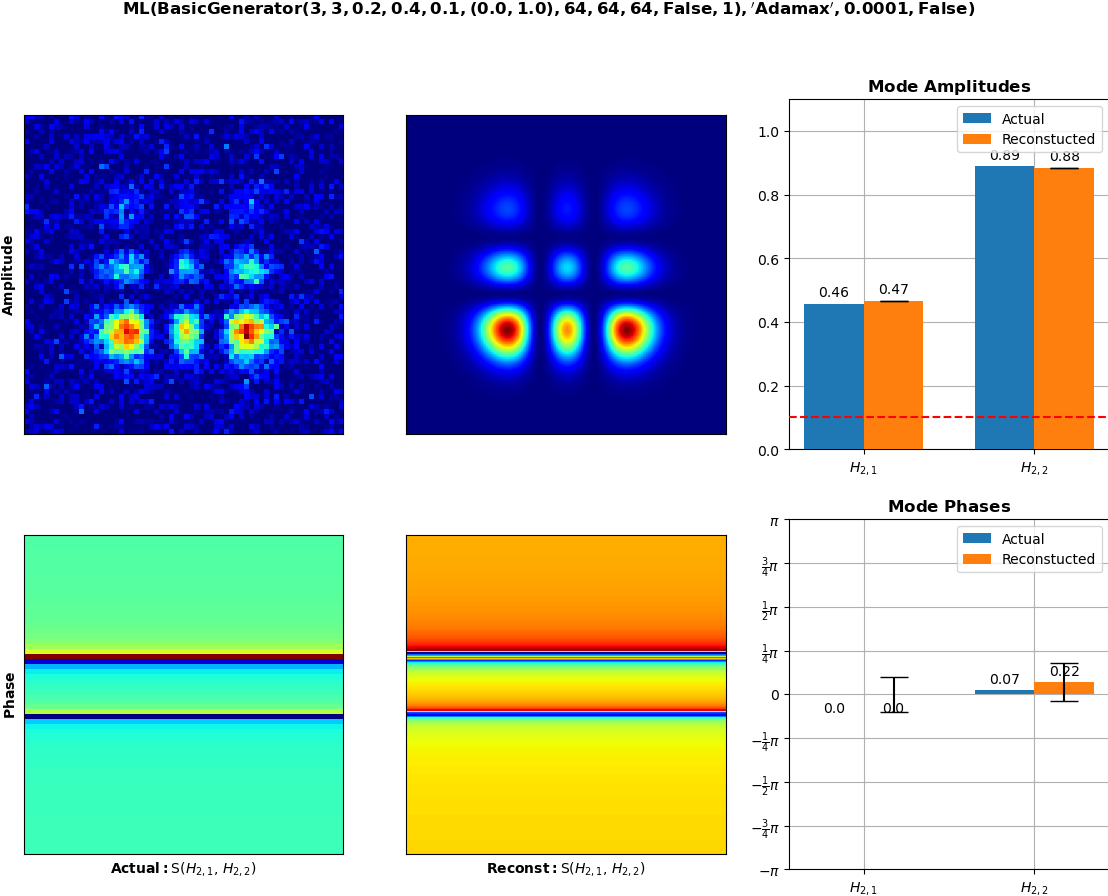 ML(BasicGenerator(3, 3, 0.2, 0.4, 0.1, (0.0, 1.0), 64, 64, 64, False, 1), ′Adamax′, 0.0001, False)
Mode Amplitudes
Amplitude
1.0
0.8
0.6
0.4
0.2
0.0
Actual
Reconstucted
0.46
0.47
0.89
0.88
H2, 1
H2, 2
Mode Phases
Phase
π
3/4π
1/2π
1/4π
0
−1/4π
−1/2π
−3/4π
−π
Actual
Reconstucted
0.0
0.0
0.07
0.22
H2, 1
H2, 2
Actual: S(H2, 1, H2, 2)
Reconst: S(H2, 1, H2, 2)